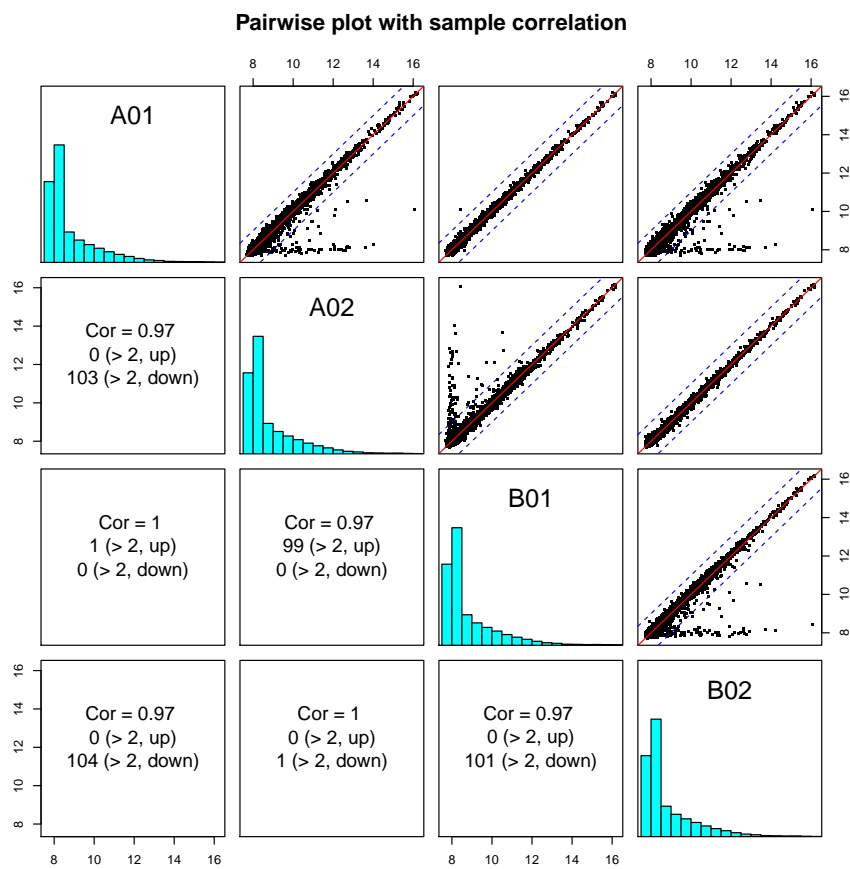 Pairwise plot with sample correlation
8 10 12 14 16
8 10 12 14 16
A01
8 10 12 14 16
8 10 12 14 16
Cor = 0.97
0 (> 2, up)
103 (> 2, down)
A02
Cor = 1
1 (> 2, up)
0 (> 2, down)
Cor = 0.97
99 (> 2, up)
0 (> 2, down)
B01
8 10 12 14 16
8 10 12 14 16
Cor = 0.97
0 (> 2, up)
104 (> 2, down)
Cor = 1
0 (> 2, up)
1 (> 2, down)
Cor = 0.97
0 (> 2, up)
101 (> 2, down)
B02
8 10 12 14 16
8 10 12 14 16